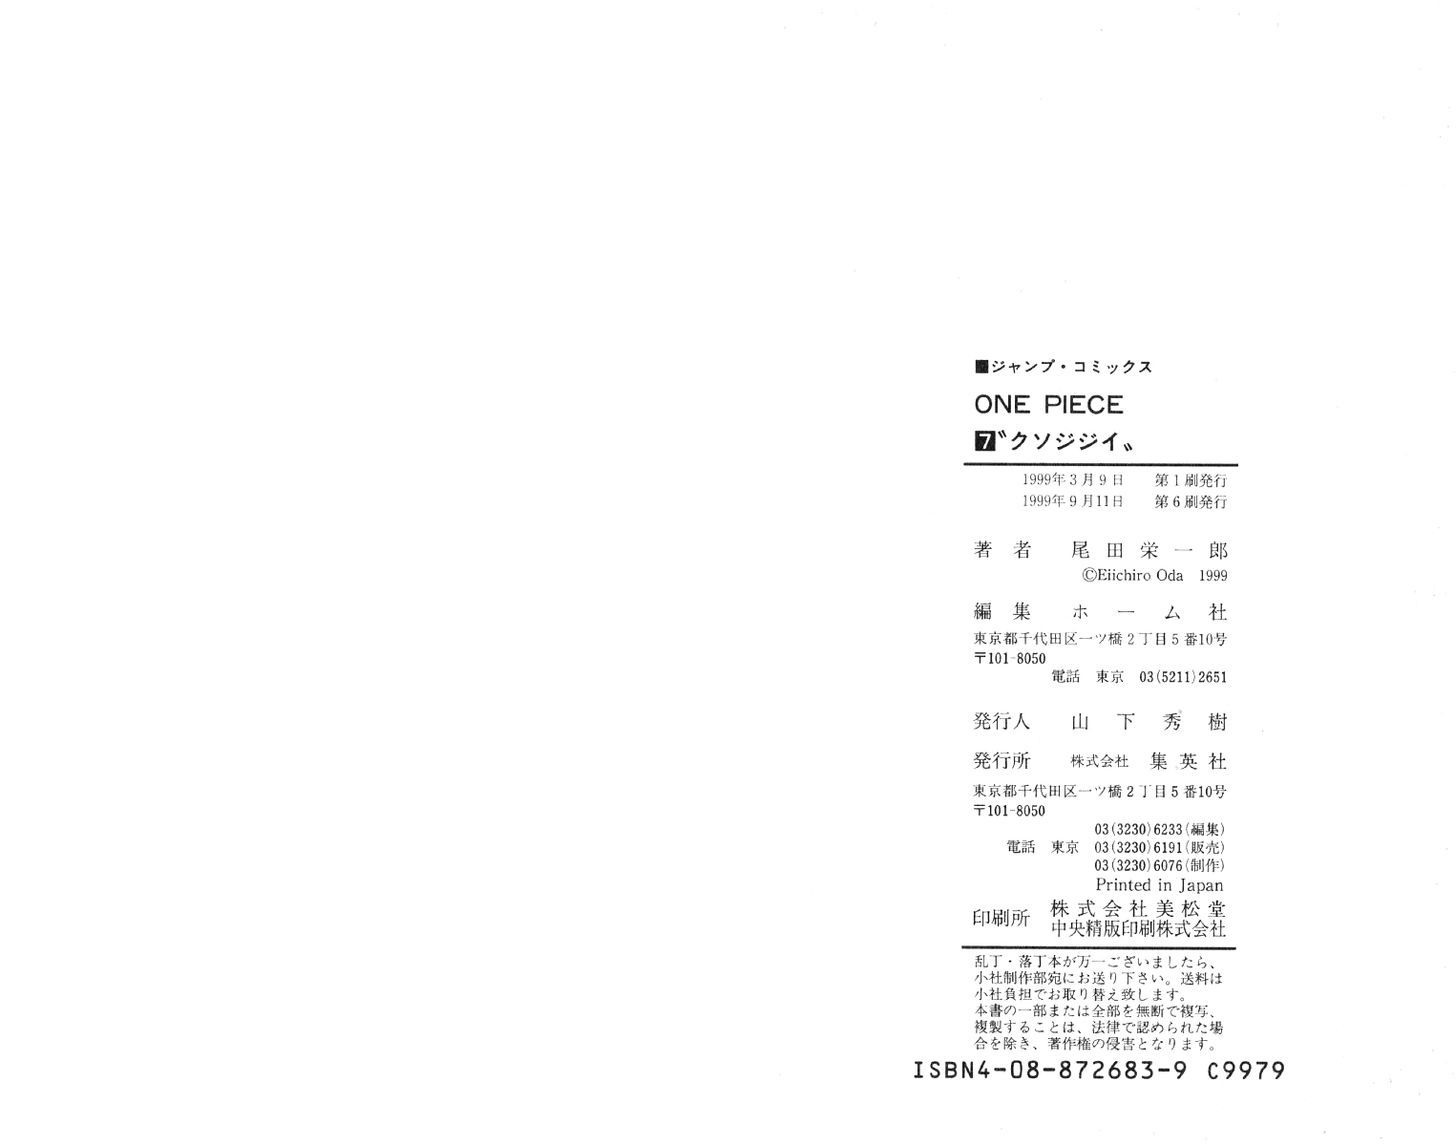 ■ジャンプ・コミックス
ONE PIECE
7〝クソジジイ〟
1999年3月9日 第1刷発行
1999年9月11日 第6刷発行
著者 尾田栄一郎
©Eiichiro Oda 1999
編集 ホーム社
東京都千代田区一ツ橋2丁目5番10号
〒101-8050
電話 東京 03(5211)2651
発行人 山下秀樹
発行所 株式会社 集英社
東京都千代田区一ツ橋2丁目5番10号
〒101-8050
03(3230)6233(編集)
電話 東京 03(3230)6191(販売)
03(3230)6076(制作)
Printed in Japan
印刷所 株式会社美松堂
中央精版印刷株式会社
乱丁・落丁本が万一ございましたら、
小社制作部宛にお送り下さい。送料は
小社負担でお取り替え致します。
本書の一部または全部を無断で複写、
複製することは、法律で認められた場
合を除き、著作権の侵害となります。
ISBN4-08-872683-9 C9979